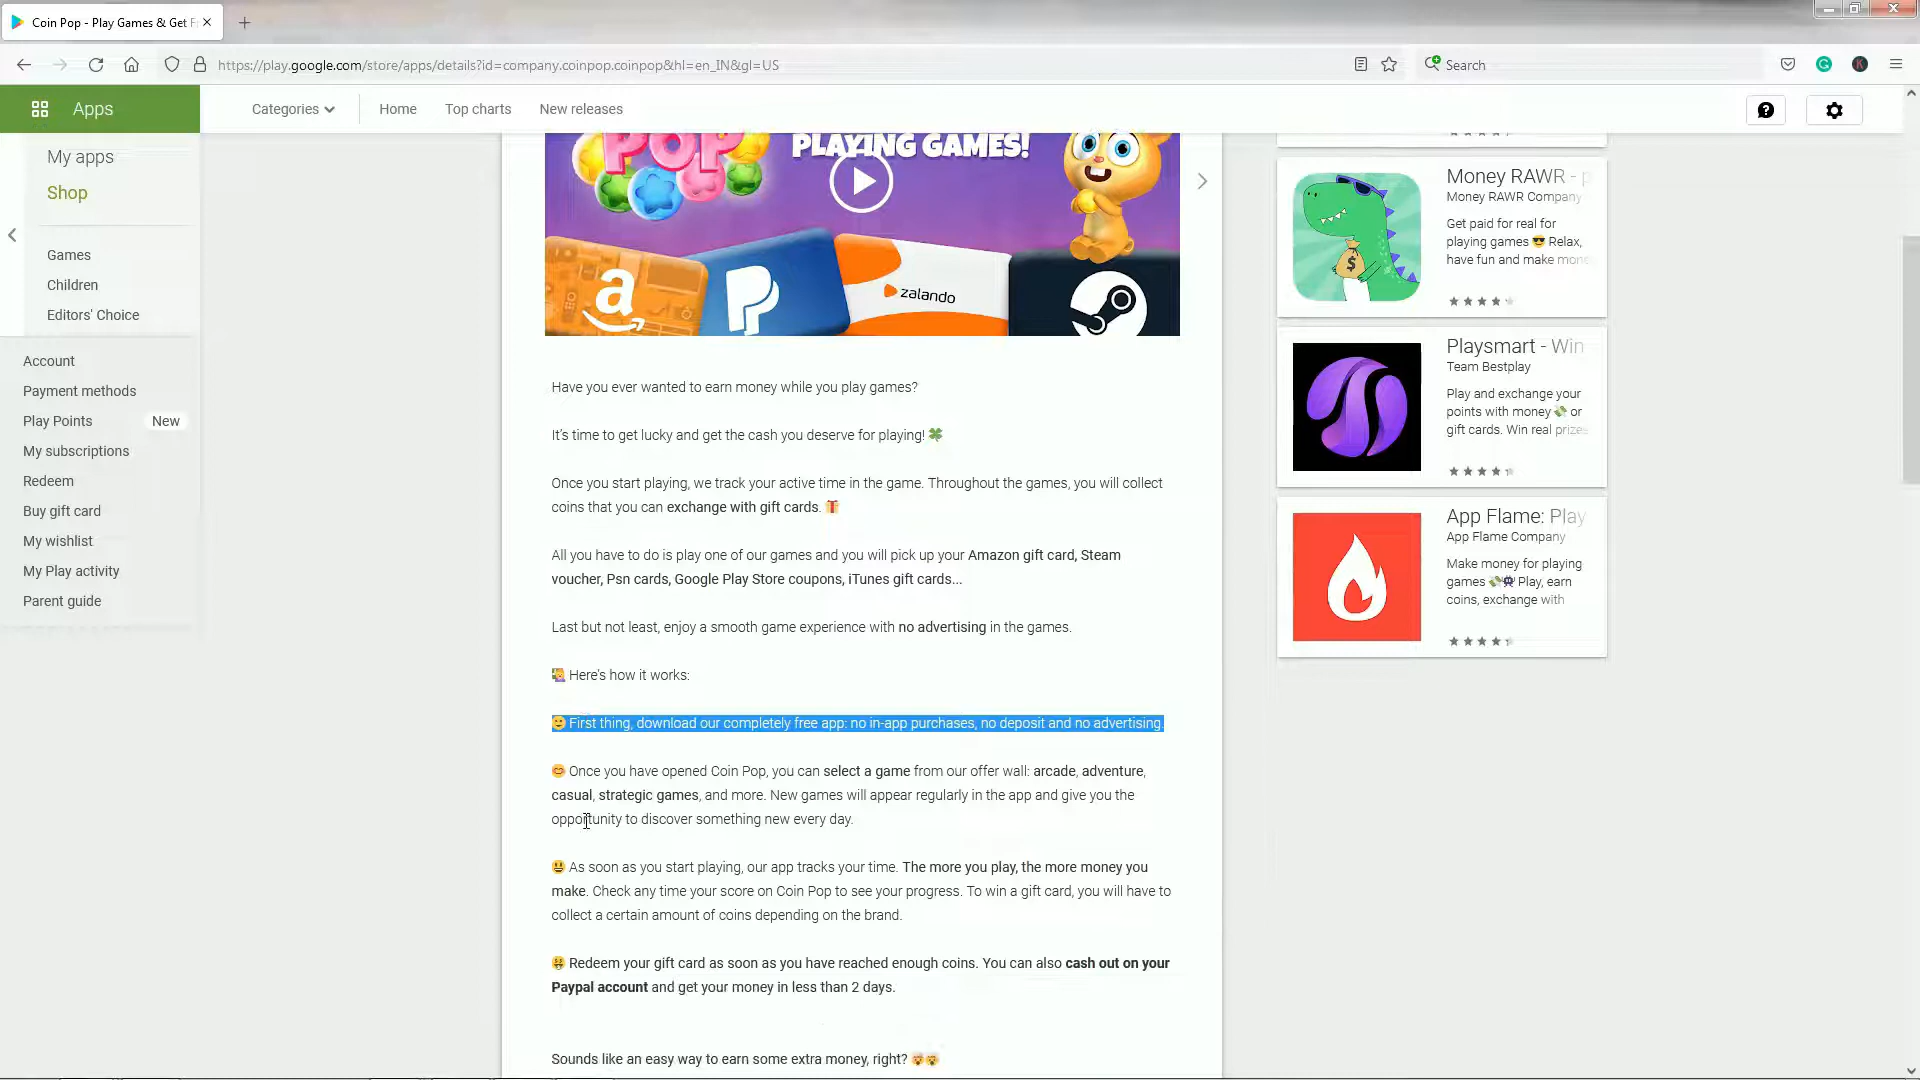 Coin Pop - Play Games & Get F
https://play.google.com/store/apps/details?id=company.coinpop.coinpop&hl=en_IN&gl=US
Search
Apps
Categories
Home
Top charts
New releases
My apps
Shop
Games
Children
Editors' Choice
Account
Payment methods
Play Points
New
My subscriptions
Redeem
Buy gift card
My wishlist
My Play activity
Parent guide
POP
PLAYING GAMES!
zalando
Have you ever wanted to earn money while you play games?
It's time to get lucky and get the cash you deserve for playing! 🍀
Once you start playing, we track your active time in the game. Throughout the games, you will collect
coins that you can exchange with gift cards. 🎁
All you have to do is play one of our games and you will pick up your Amazon gift card, Steam
voucher, Psn cards, Google Play Store coupons, iTunes gift cards...
Last but not least, enjoy a smooth game experience with no advertising in the games.
Here's how it works:
First thing, download our completely free app: no in-app purchases, no deposit and no advertising.
Once you have opened Coin Pop, you can select a game from our offer wall: arcade, adventure,
casual, strategic games, and more. New games will appear regularly in the app and give you the
opportunity to discover something new every day.
As soon as you start playing, our app tracks your time. The more you play, the more money you
make. Check any time your score on Coin Pop to see your progress. To win a gift card, you will have to
collect a certain amount of coins depending on the brand.
Redeem your gift card as soon as you have reached enough coins. You can also cash out on your
Paypal account and get your money in less than 2 days.
Sounds like an easy way to earn some extra money, right? 🤯🤯
Money RAWR - p
Money RAWR Company
Get paid for real for
playing games 😎 Relax,
have fun and make mone
Playsmart - Win
Team Bestplay
Play and exchange your
points with money 💸 or
gift cards. Win real prizes
App Flame: Play
App Flame Company
Make money for playing
games 💸👾 Play, earn
coins, exchange with